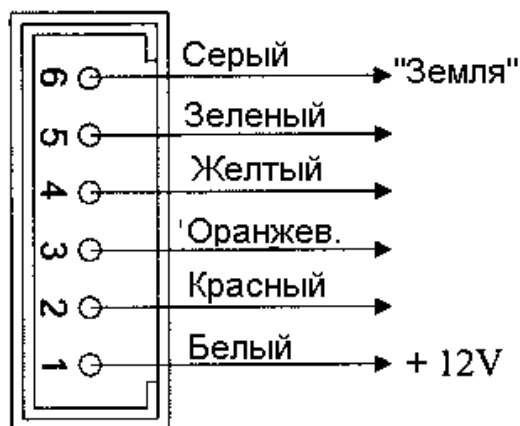 6 Серый "Земля"
5 Зеленый
4 Желтый
3 Оранжев.
2 Красный
1 Белый + 12V